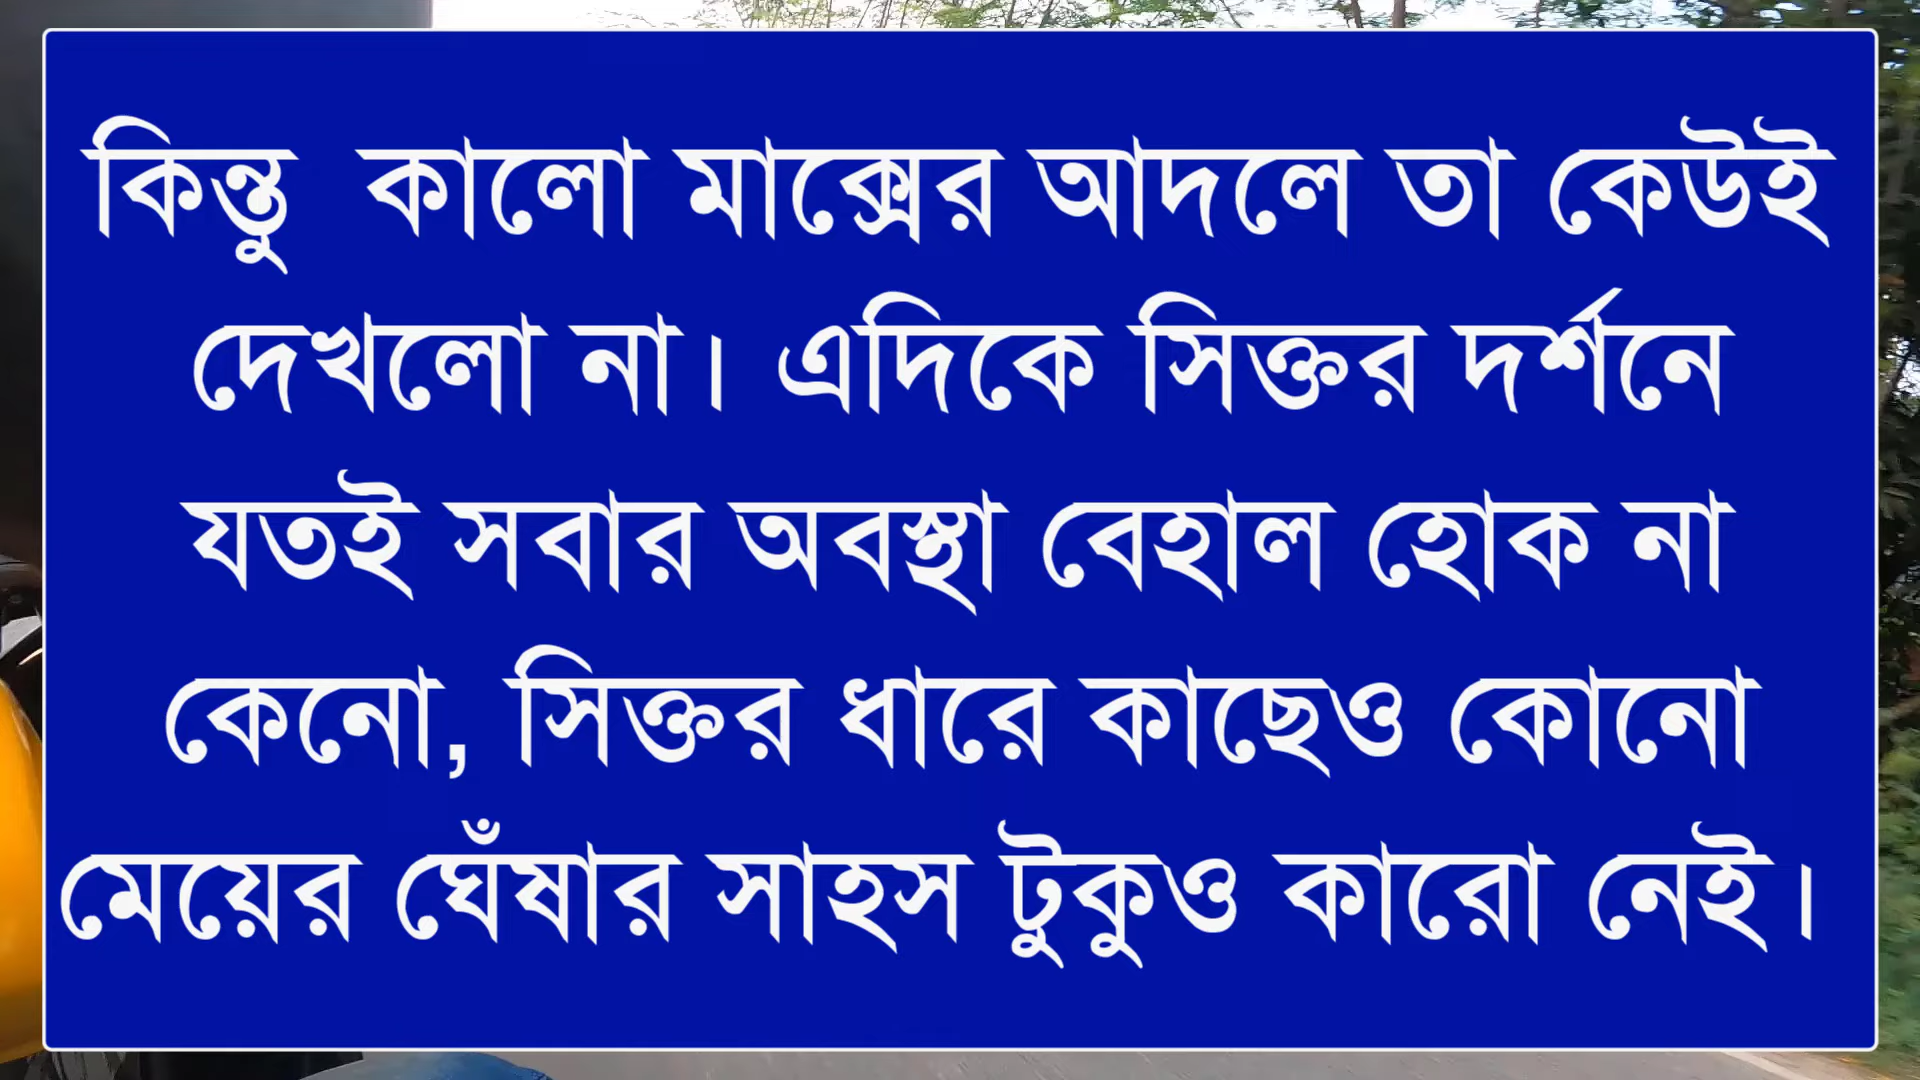 কিন্তু  কালো মাক্সের আদলে তা কেউই
দেখলো না। এদিকে সিক্তর দর্শনে
যতই সবার অবস্থা বেহাল হোক না
কেনো, সিক্তর ধারে কাছেও কোনো
মেয়ের ঘেঁষার সাহস টুকুও কারো নেই।